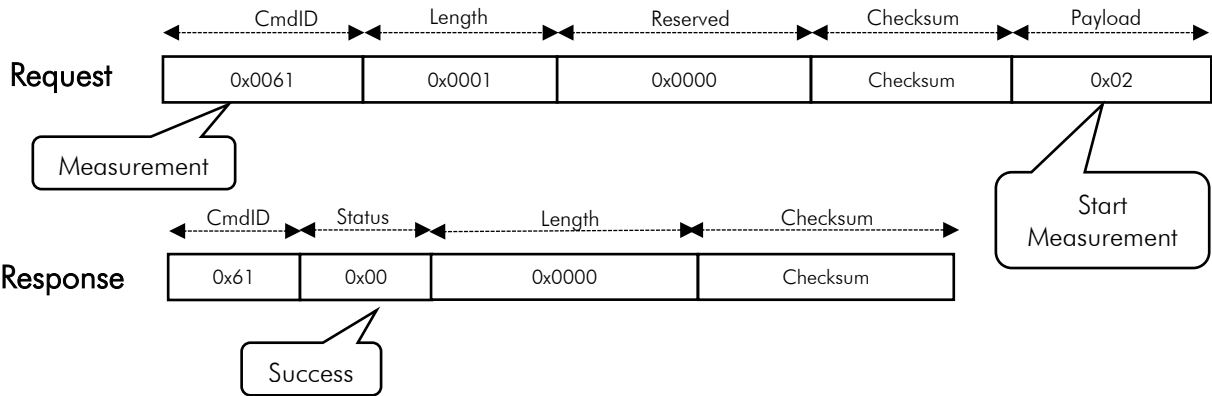 CmdID Length Reserved Checksum Payload
Request 0x0061 0x0001 0x0000 Checksum 0x02
Measurement
Start
Measurement
CmdID Status Length Checksum
Response 0x61 0x00 0x0000 Checksum
Success